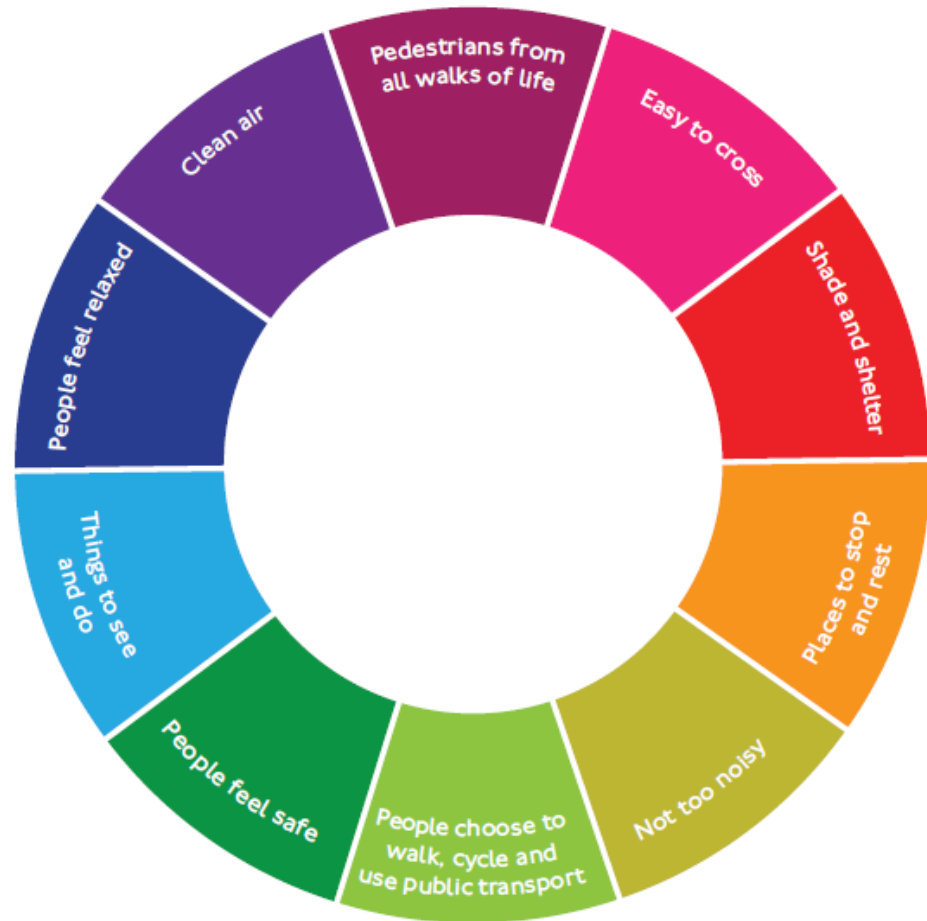 Pedestrians from
all walks of life
Easy to cross
Shade and shelter
Places to stop
and rest
Not too noisy
People choose to
walk, cycle and
use public transport
People feel safe
Things to see
and do
People feel relaxed
Clean air